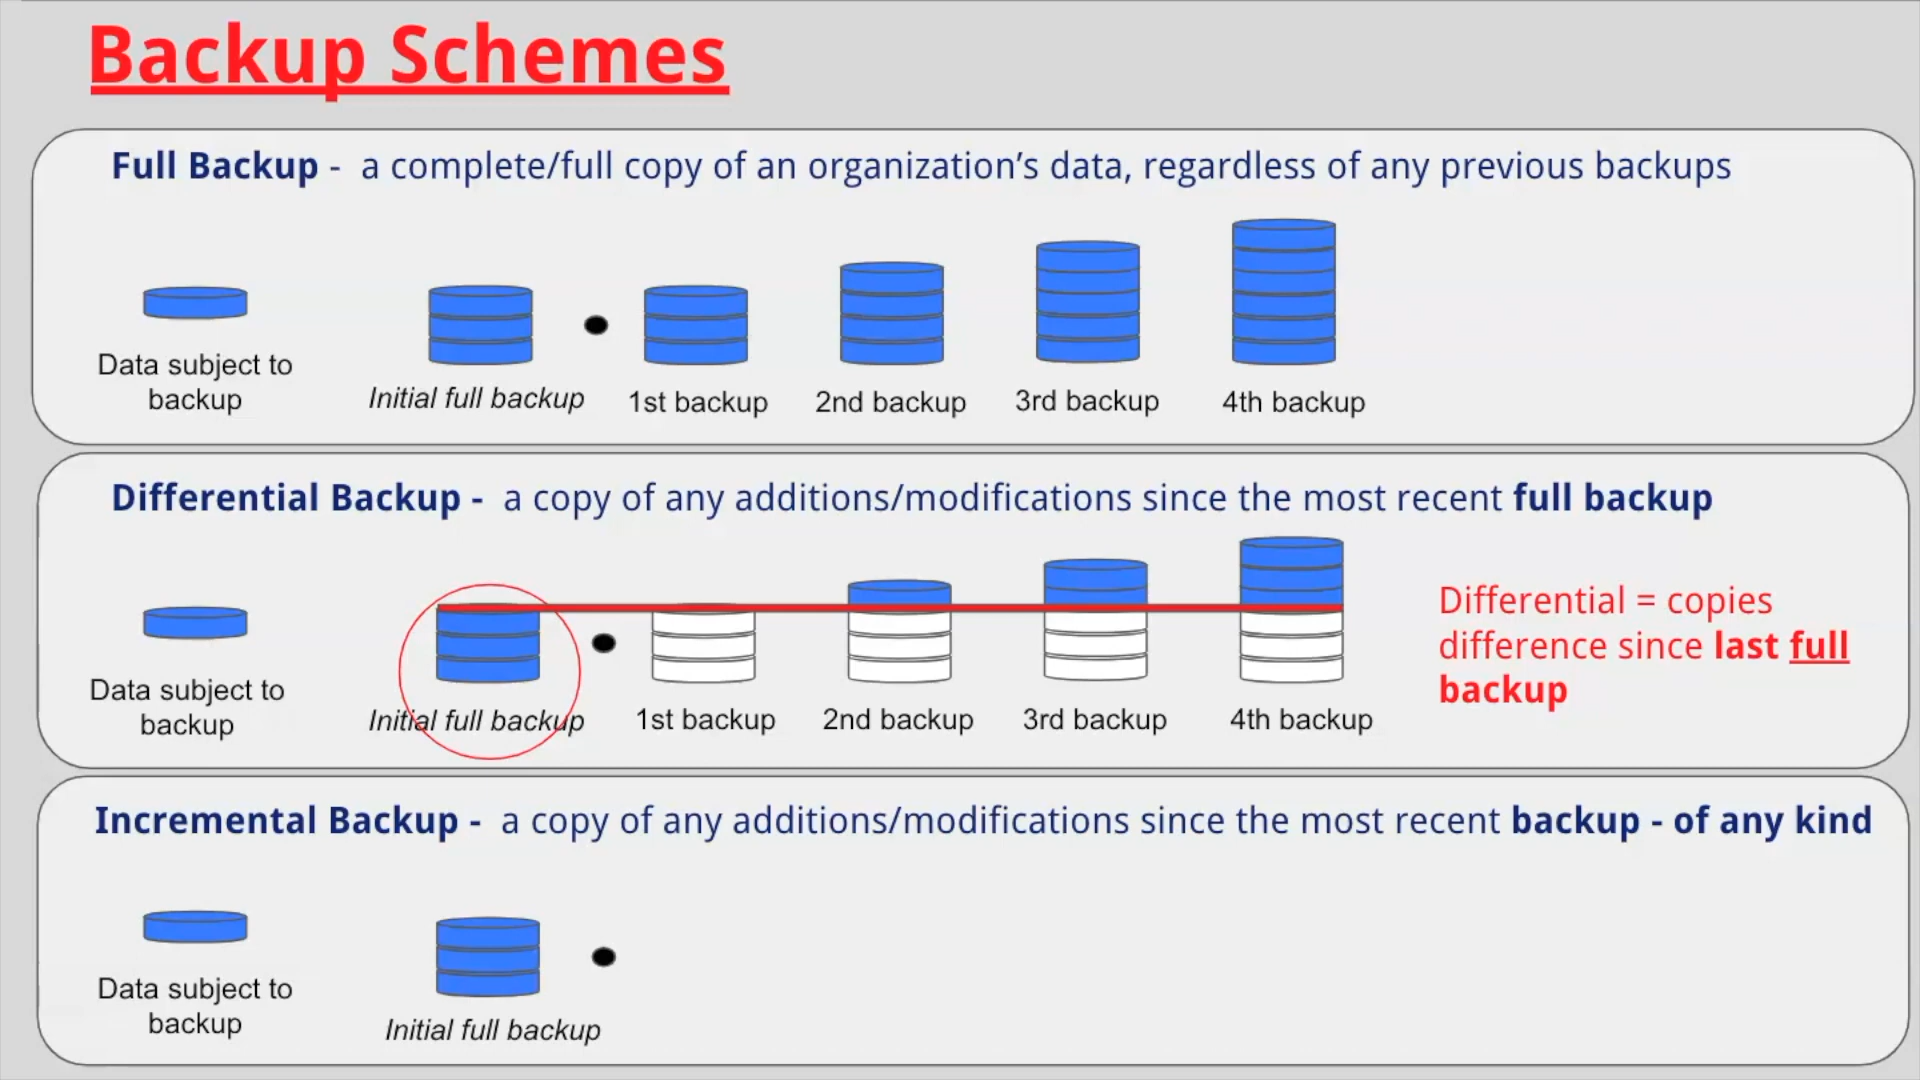 Backup Schemes
Full Backup - a complete/full copy of an organization’s data, regardless of any previous backups
Data subject to
backup
Initial full backup
1st backup
2nd backup
3rd backup
4th backup
Differential Backup - a copy of any additions/modifications since the most recent full backup
Data subject to
backup
Initial full backup
1st backup
2nd backup
3rd backup
4th backup
Differential = copies
difference since last full
backup
Incremental Backup - a copy of any additions/modifications since the most recent backup - of any kind
Data subject to
backup
Initial full backup